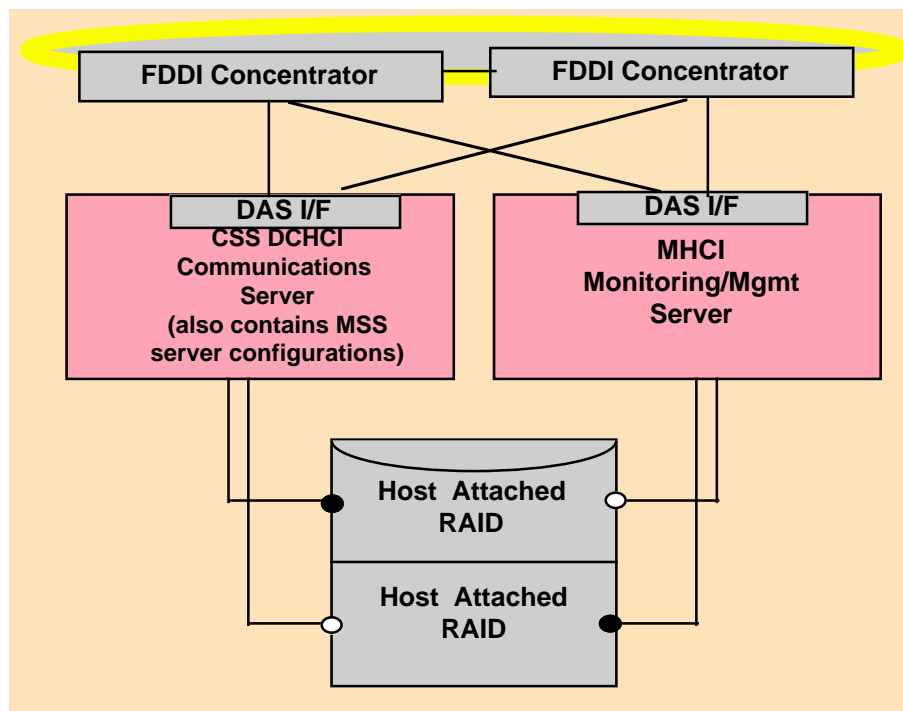 FDDI Concentrator
FDDI Concentrator
DAS I/F
CSS DCHCI
Communications
Server
(also contains MSS
server configurations)
DAS I/F
MHCI
Monitoring/Mgmt
Server
Host Attached
RAID
Host Attached
RAID